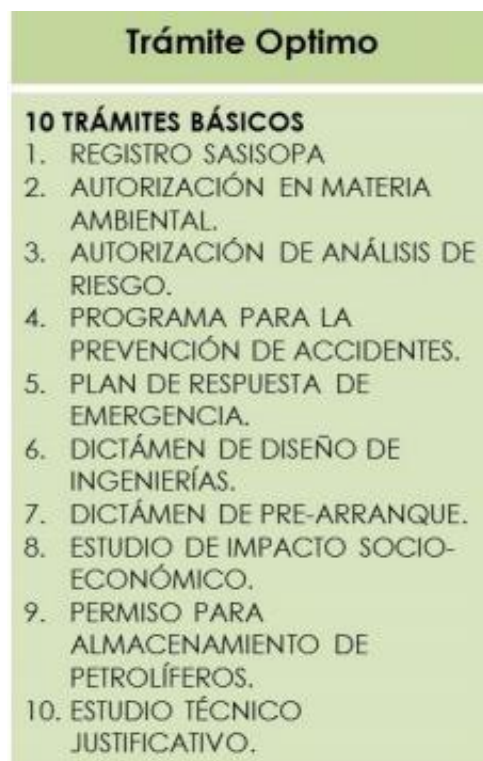 Trámite Optimo
10 TRÁMITES BÁSICOS
1. REGISTRO SASISOPA
2. AUTORIZACIÓN EN MATERIA
AMBIENTAL.
3. AUTORIZACIÓN DE ANÁLISIS DE
RIESGO.
4. PROGRAMA PARA LA
PREVENCIÓN DE ACCIDENTES.
5. PLAN DE RESPUESTA DE
EMERGENCIA.
6. DICTÁMEN DE DISEÑO DE
INGENIERÍAS.
7. DICTÁMEN DE PRE-ARRANQUE.
8. ESTUDIO DE IMPACTO SOCIO-
ECONÓMICO.
9. PERMISO PARA
ALMACENAMIENTO DE
PETROLÍFEROS.
10. ESTUDIO TÉCNICO
JUSTIFICATIVO.